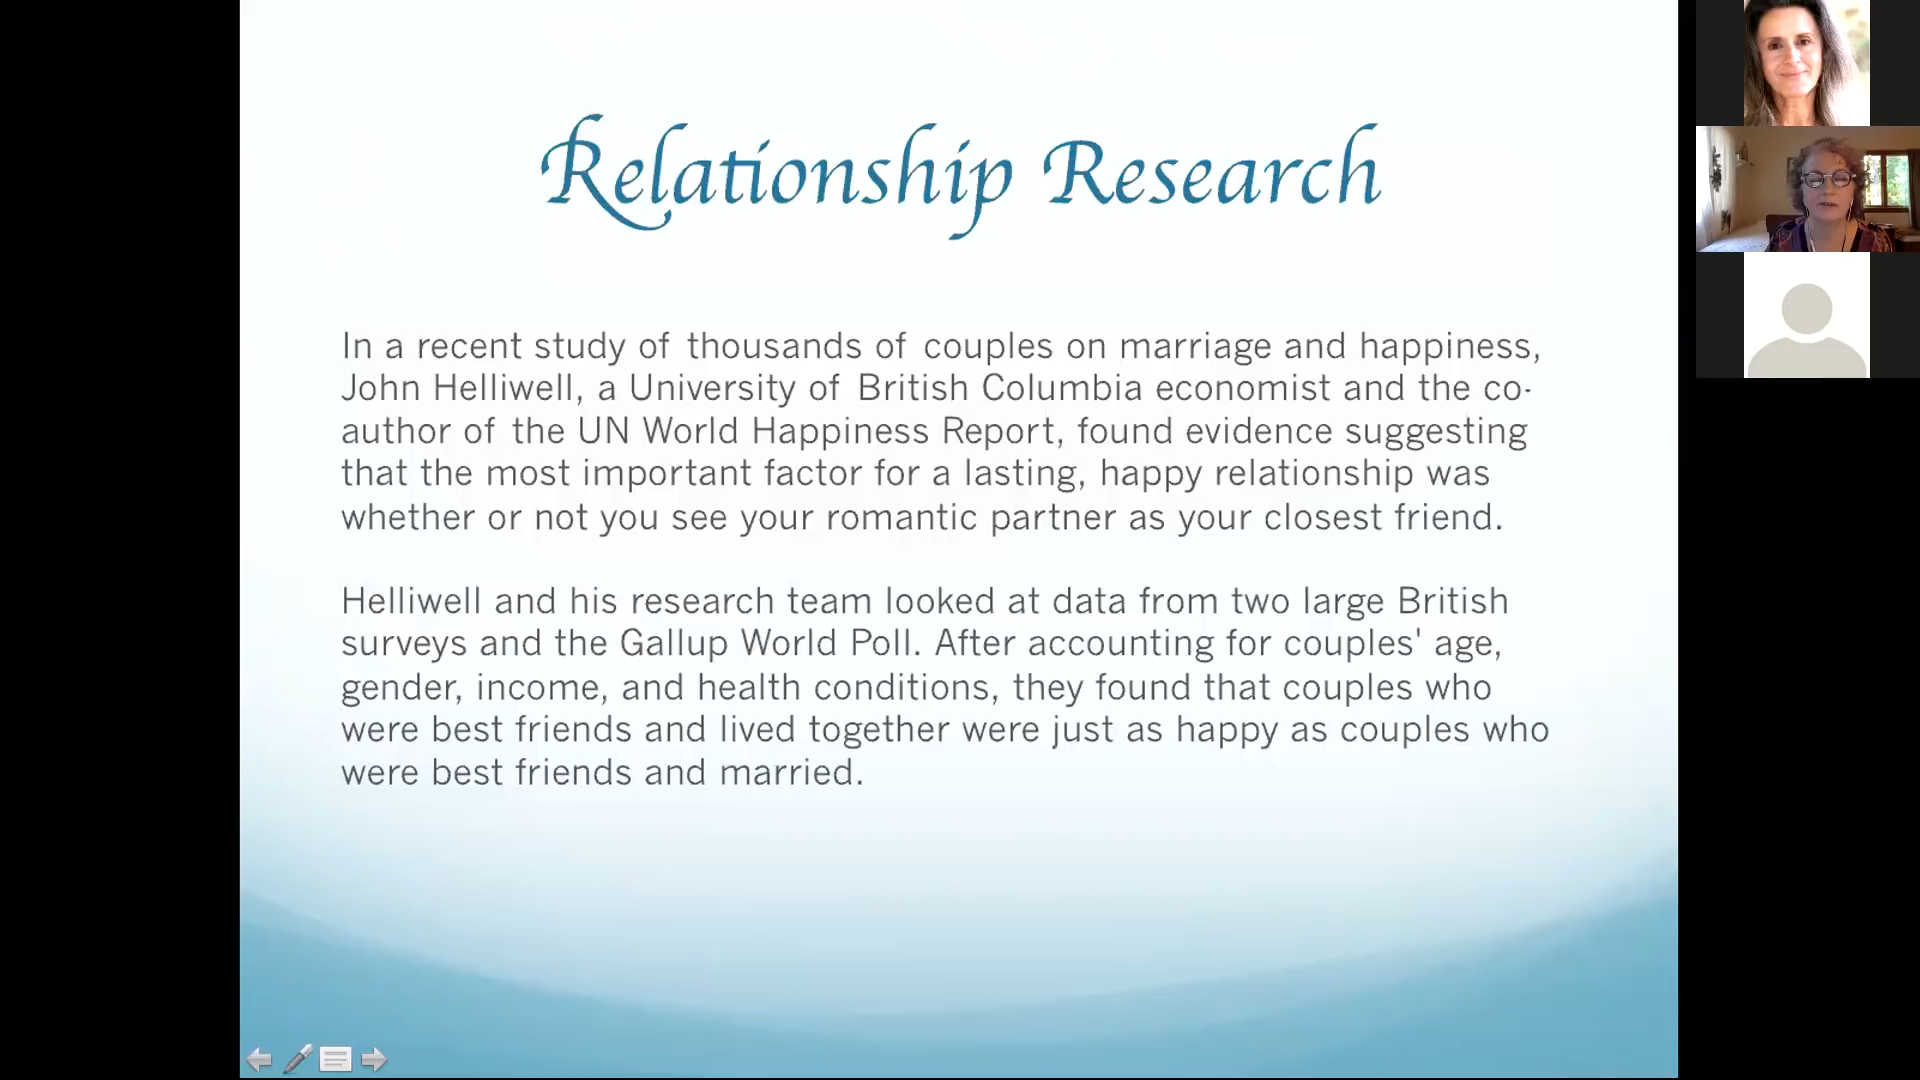 Relationship Research
In a recent study of thousands of couples on marriage and happiness,
John Helliwell, a University of British Columbia economist and the co-
author of the UN World Happiness Report, found evidence suggesting
that the most important factor for a lasting, happy relationship was
whether or not you see your romantic partner as your closest friend.
Helliwell and his research team looked at data from two large British
surveys and the Gallup World Poll. After accounting for couples' age,
gender, income, and health conditions, they found that couples who
were best friends and lived together were just as happy as couples who
were best friends and married.